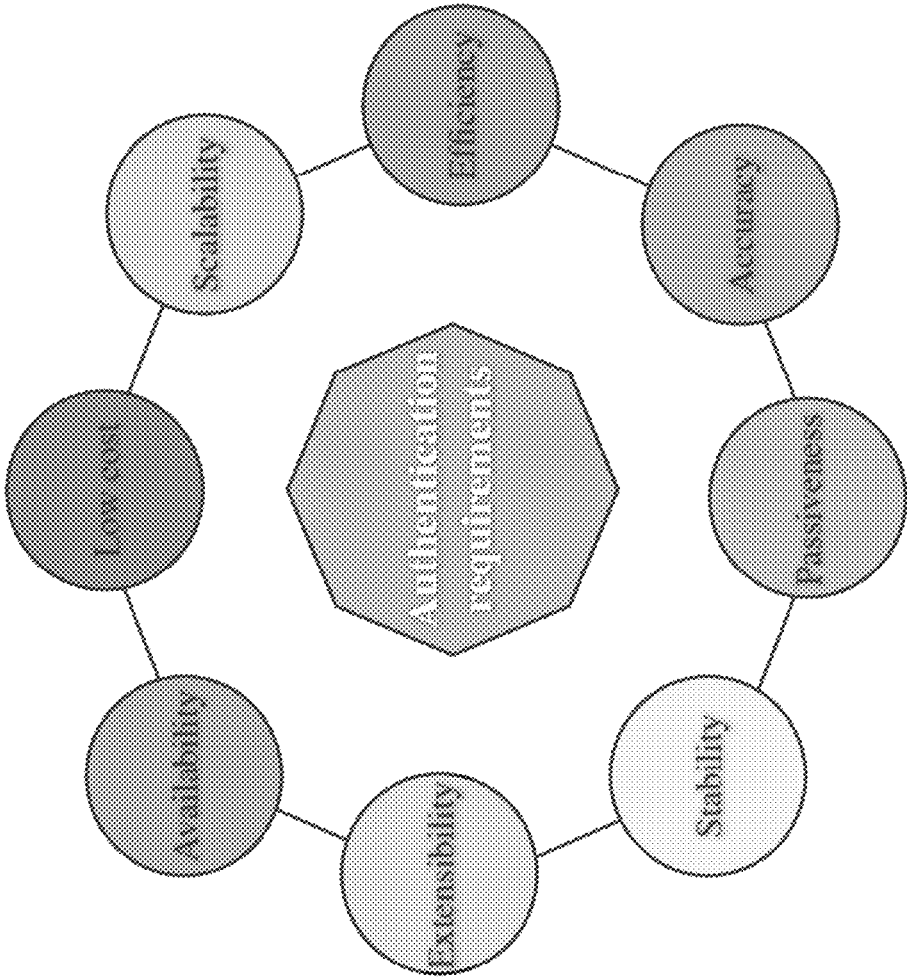 Low cost
Scalability
Efficiency
Accuracy
Passiveness
Stability
Extensibility
Availability
Authentication
requirements